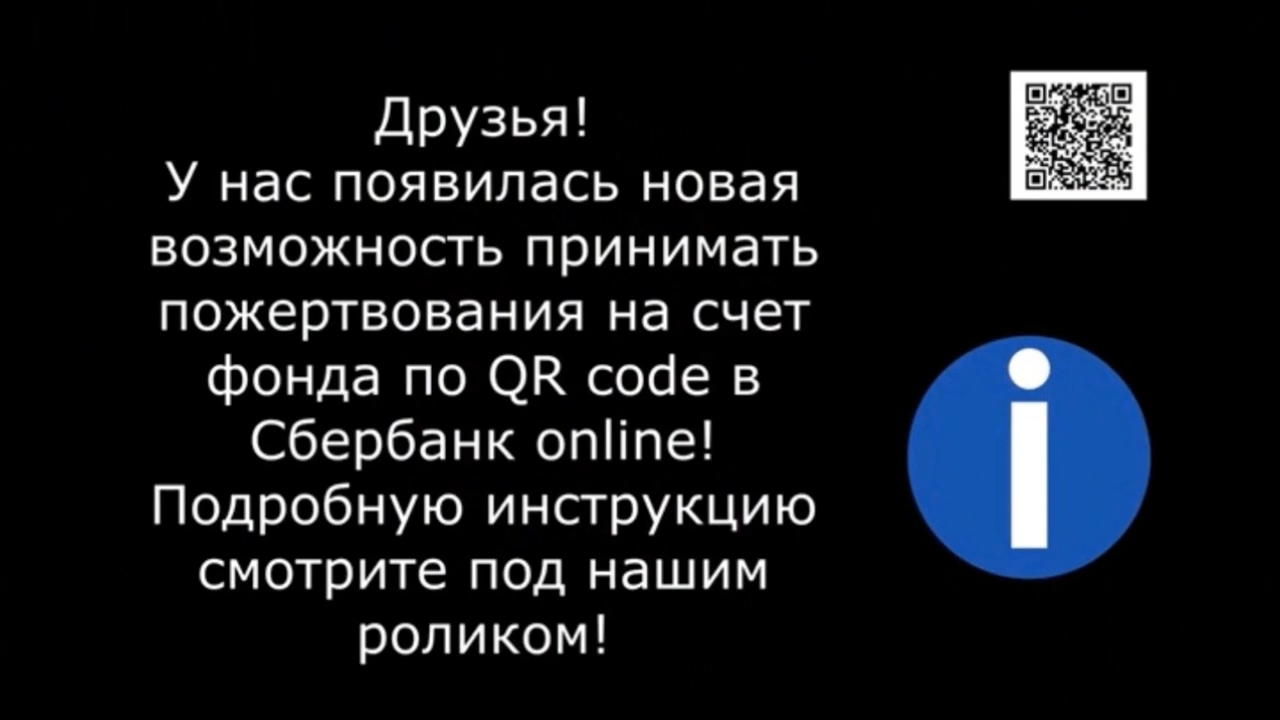 Друзья!
У нас появилась новая
возможность принимать
пожертвования на счет
фонда по QR code в
Сбербанк online!
Подробную инструкцию
смотрите под нашим
роликом!